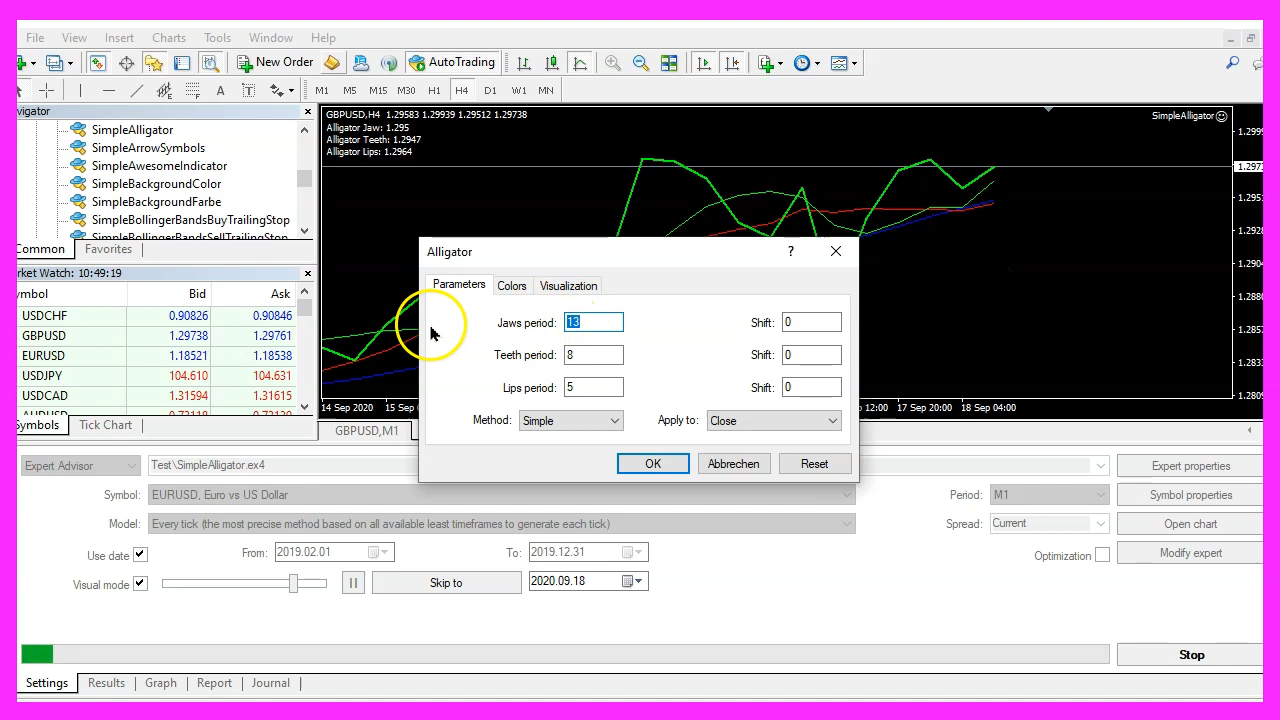 File View Insert Charts Tools Window Help
New Order AutoTrading
M1 M5 M15 M30 H1 H4 D1 W1 MN
vigator
SimpleAlligator
SimpleArrowSymbols
SimpleAwesomeIndicator
SimpleBackgroundColor
SimpleBackgroundFarbe
SimpleBollingerBandsBuyTrailingStop
SimpleBollingerBandsSellTrailingStop
Common Favorites
GBPUSD,H4 1.29583 1.29939 1.29512 1.29738
Alligator Jaw: 1.295
Alligator Teeth: 1.2947
Alligator Lips: 1.2964
SimpleAlligator
1.2999
1.2973
1.2951
1.2928
1.2904
1.2880
1.2857
1.2833
1.2809
14 Sep 2020 15 Se
p 12:00 17 Sep 20:00 18 Sep 04:00
rket Watch: 10:49:19
ymbol Bid Ask
USDCHF 0.90826 0.90846
GBPUSD 1.29738 1.29761
EURUSD 1.18521 1.18538
USDJPY 104.610 104.631
USDCAD 1.31594 1.31615
AUDUSD 0.73118 0.73139
ymbols Tick Chart
GBPUSD,M1
Alligator ?
Parameters Colors Visualization
Jaws period: 13 Shift: 0
Teeth period: 8 Shift: 0
Lips period: 5 Shift: 0
Method: Simple Apply to: Close
OK Abbrechen Reset
Expert Advisor Test\SimpleAlligator.ex4 Expert properties
Symbol: EURUSD, Euro vs US Dollar Period: M1 Symbol properties
Model: Every tick (the most precise method based on all available least timeframes to generate each tick) Spread: Current Open chart
Use date From: 2019.02.01 To: 2019.12.31 Optimization Modify expert
Visual mode Skip to 2020.09.18
Stop
Settings Results Graph Report Journal